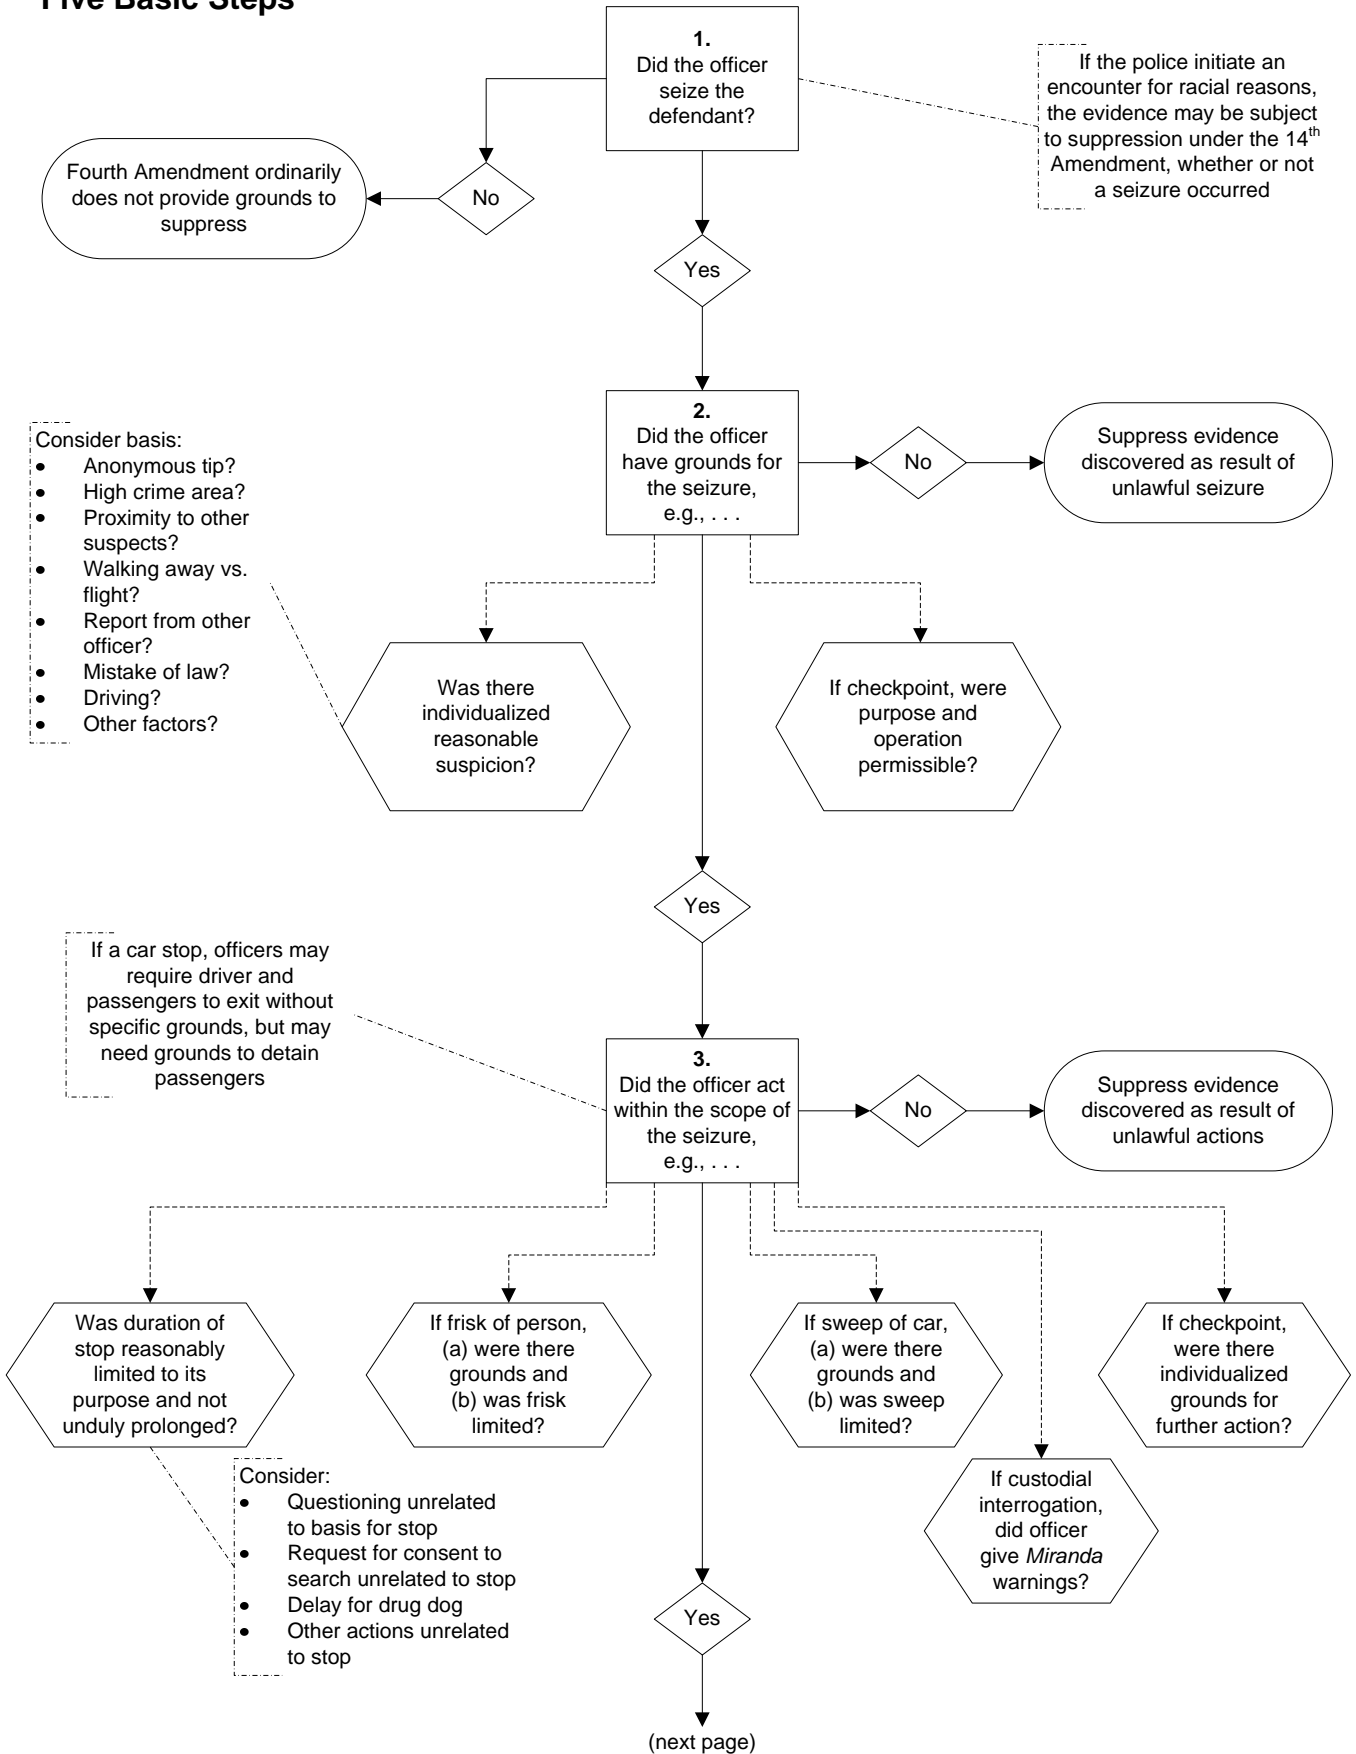 Five Basic Steps
1.
Did the officer
seize the
defendant?
If the police initiate an
encounter for racial reasons,
the evidence may be subject
to suppression under the 14th
Amendment, whether or not
a seizure occurred
Fourth Amendment ordinarily
does not provide grounds to
suppress
No
Yes
Consider basis:
• Anonymous tip?
• High crime area?
• Proximity to other
suspects?
• Walking away vs.
flight?
• Report from other
officer?
• Mistake of law?
• Driving?
• Other factors?
2.
Did the officer
have grounds for
the seizure,
e.g., . . .
No
Suppress evidence
discovered as result of
unlawful seizure
Was there
individualized
reasonable
suspicion?
If checkpoint, were
purpose and
operation
permissible?
Yes
If a car stop, officers may
require driver and
passengers to exit without
specific grounds, but may
need grounds to detain
passengers
3.
Did the officer act
within the scope of
the seizure,
e.g., . . .
No
Suppress evidence
discovered as result of
unlawful actions
Was duration of
stop reasonably
limited to its
purpose and not
unduly prolonged?
If frisk of person,
(a) were there
grounds and
(b) was frisk
limited?
If sweep of car,
(a) were there
grounds and
(b) was sweep
limited?
If checkpoint,
were there
individualized
grounds for
further action?
Consider:
• Questioning unrelated
to basis for stop
• Request for consent to
search unrelated to stop
• Delay for drug dog
• Other actions unrelated
to stop
If custodial
interrogation,
did officer
give Miranda
warnings?
Yes
(next page)